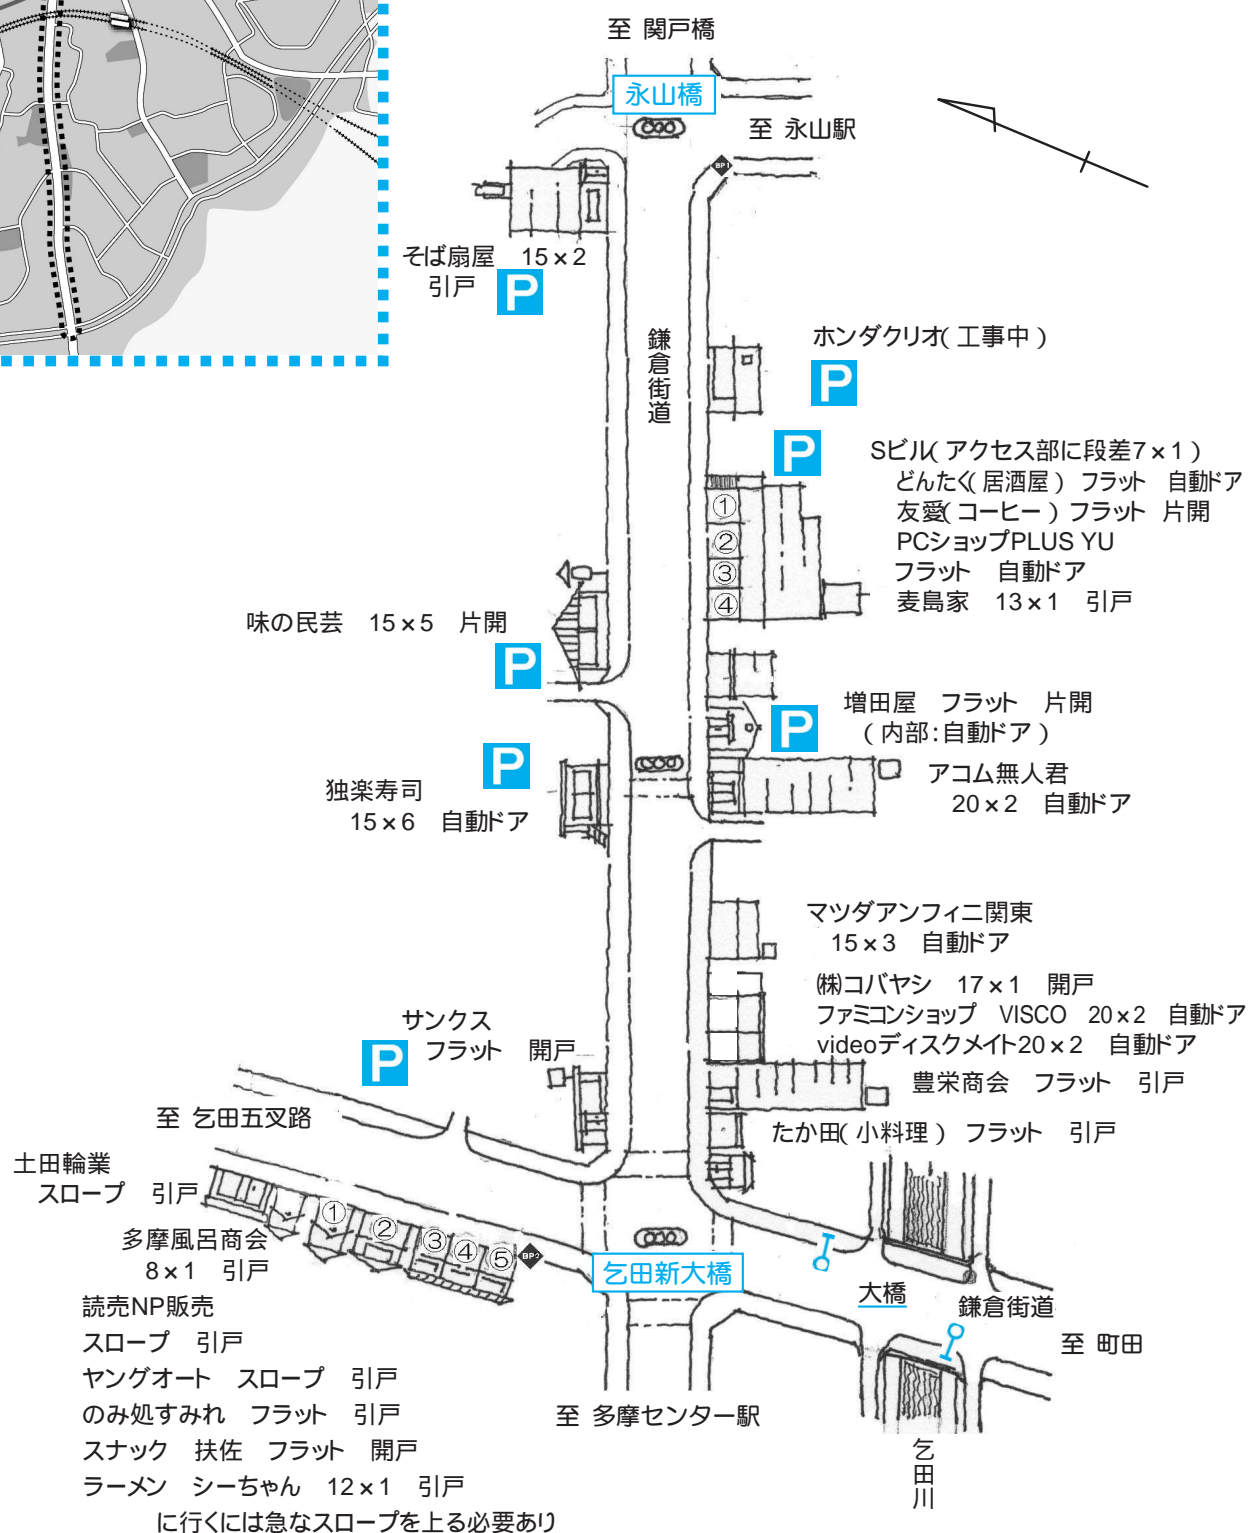 至 関戸橋
永山橋
至 永山駅
BP1
そば扇屋 15×2
引戸
P
鎌倉街道
ホンダクリオ(工事中)
P
P
Sビル(アクセス部に段差7×1)
どんたく(居酒屋) フラット 自動ドア
友愛(コーヒー) フラット 片開
PCショップPLUS YU
フラット 自動ドア
麦島家 13×1 引戸
①
②
③
④
味の民芸 15×5 片開
P
増田屋 フラット 片開
(内部:自動ドア)
P
P
独楽寿司
15×6 自動ドア
アコム無人君
20×2 自動ドア
マツダアンフィニ関東
15×3 自動ドア
㈱コバヤシ 17×1 開戸
ファミコンショップ VISCO 20×2 自動ドア
videoディスクメイト20×2 自動ドア
サンクス
フラット 開戸
P
豊栄商会 フラット 引戸
たか田(小料理) フラット 引戸
至 乞田五叉路
土田輪業
スロープ 引戸
①
②
③
④
⑤
BP2
多摩風呂商会
8×1 引戸
読売NP販売
スロープ 引戸
ヤングオート スロープ 引戸
のみ処すみれ フラット 引戸
スナック 扶佐 フラット 開戸
ラーメン シーちゃん 12×1 引戸
に行くには急なスロープを上る必要あり
乞田新大橋
大橋
鎌倉街道
至 町田
至 多摩センター駅
乞田川